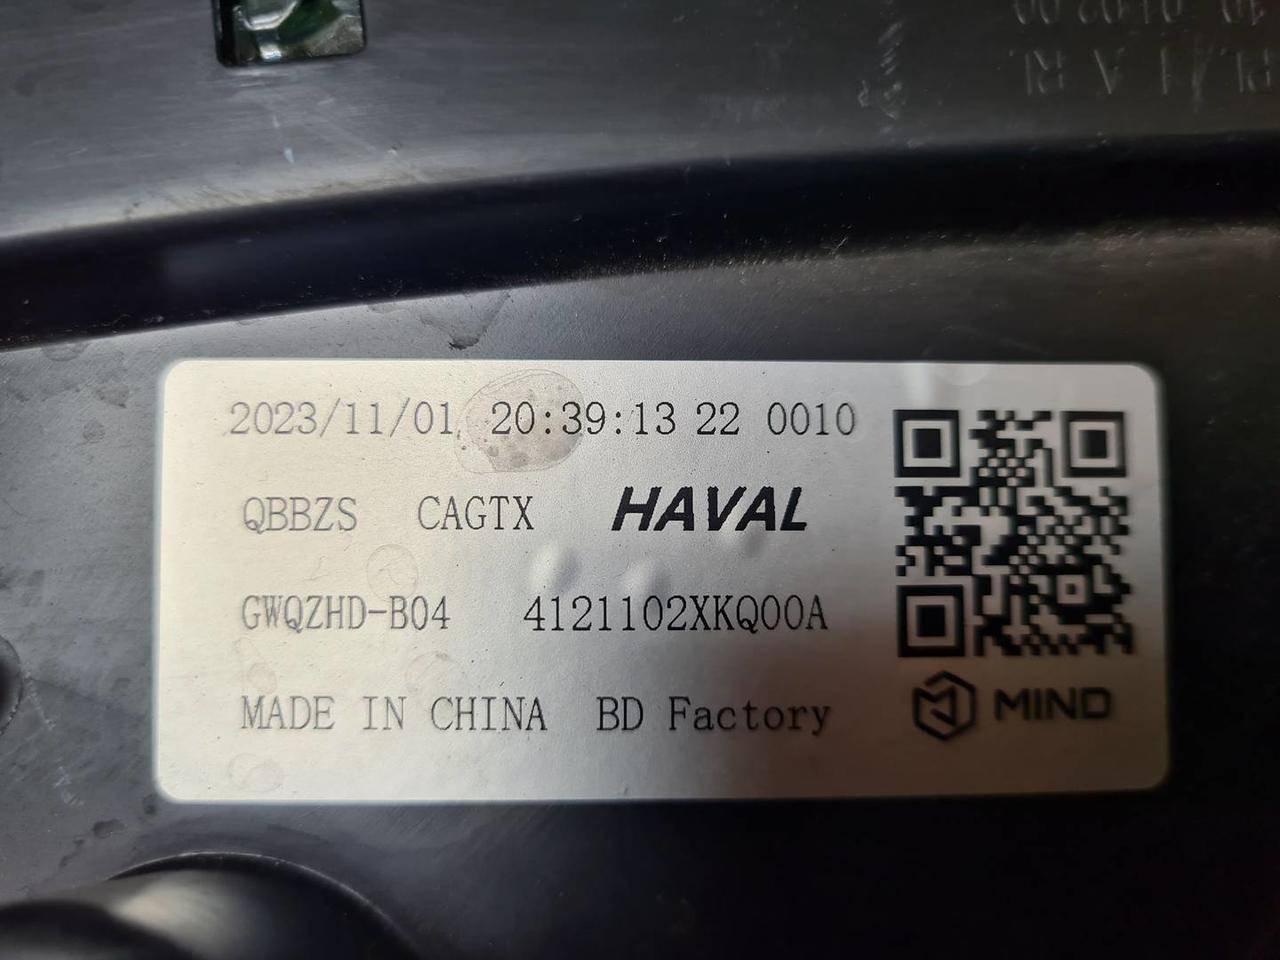 2023/11/01 20:39:13 22 0010
QBBZS CAGTX HAVAL
GWQZHD-B04 4121102XKQ00A
MADE IN CHINA BD Factory
MIND